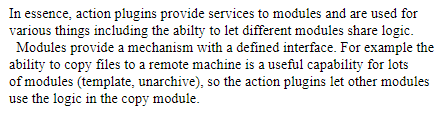 In essence, action plugins provide services to modules and are used for
various things including the abilty to let different modules share logic.
Modules provide a mechanism with a defined interface. For example the
ability to copy files to a remote machine is a useful capability for lots
of modules (template, unarchive), so the action plugins let other modules
use the logic in the copy module.